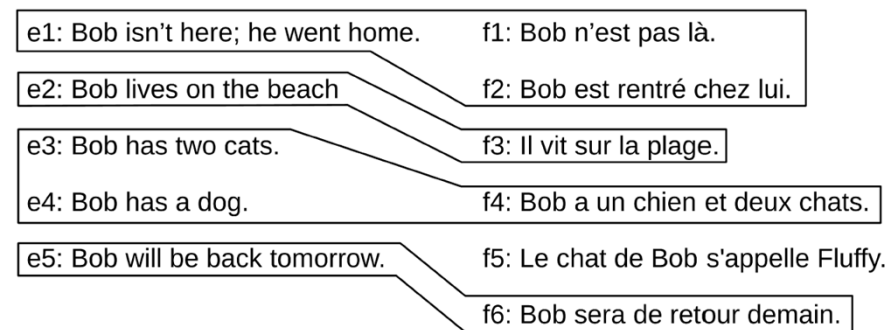 e1: Bob isn’t here; he went home.
f1: Bob n’est pas là.
f2: Bob est rentré chez lui.
e2: Bob lives on the beach
f3: Il vit sur la plage.
e3: Bob has two cats.
e4: Bob has a dog.
f4: Bob a un chien et deux chats.
e5: Bob will be back tomorrow.
f5: Le chat de Bob s'appelle Fluffy.
f6: Bob sera de retour demain.